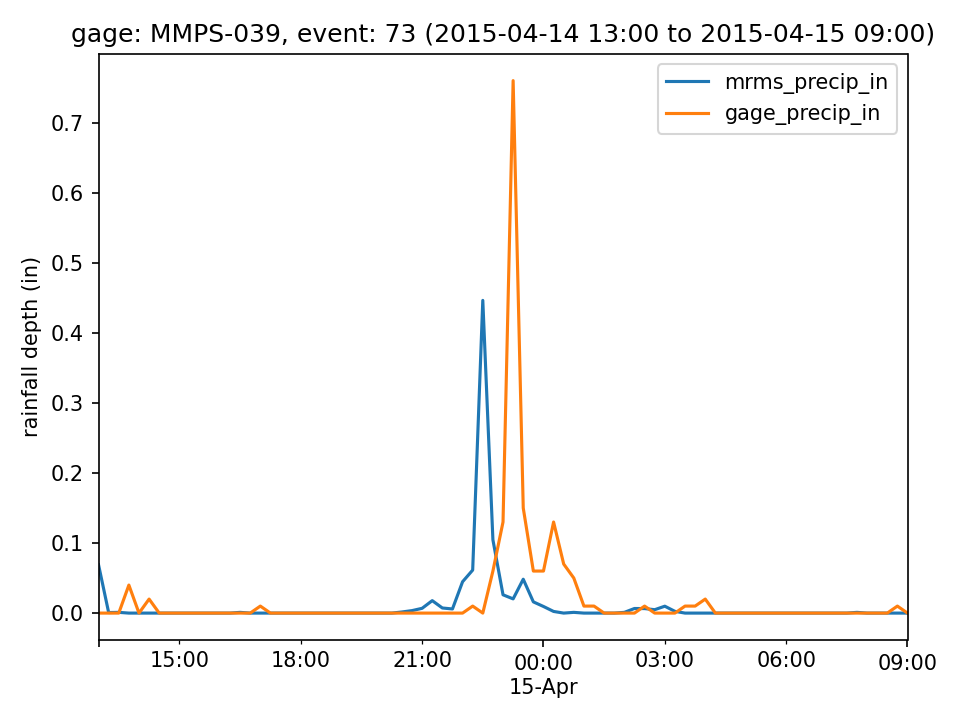 gage: MMPS-039, event: 73 (2015-04-14 13:00 to 2015-04-15 09:00)
mrms_precip_in
gage_precip_in
rainfall depth (in)
0.7
0.6
0.5
0.4
0.3
0.2
0.1
0.0
15:00 18:00 21:00 00:00 03:00 06:00 09:00
15-Apr